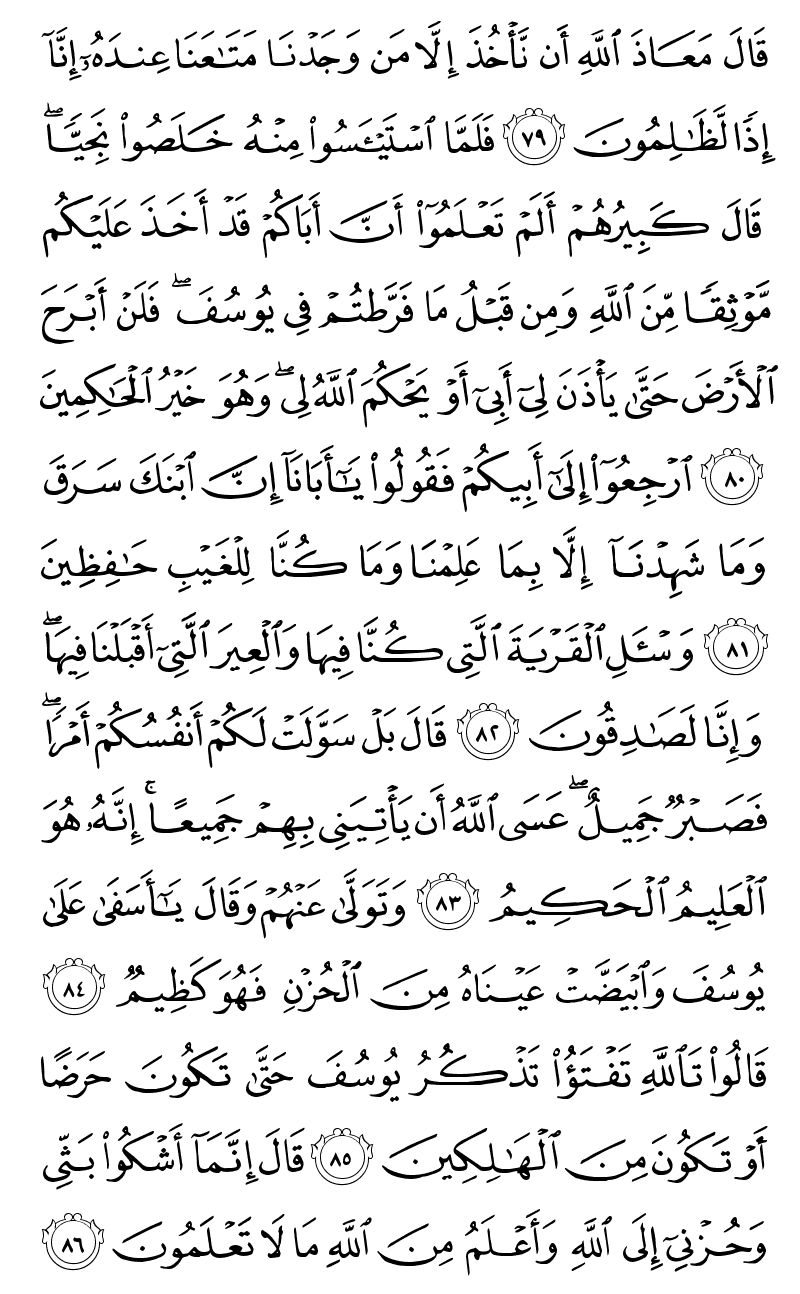 قَالَ مَعَاذَ ٱللَّهِ أَن نَّأۡخُذَ إِلَّا مَن وَجَدۡنَا مَتَٰعَنَا عِندَهُۥٓ إِنَّآ
إِذٗا لَّظَٰلِمُونَ ٧٩ فَلَمَّا ٱسۡتَيۡـَٔسُواْ مِنۡهُ خَلَصُواْ نَجِيّٗاۖ
قَالَ كَبِيرُهُمۡ أَلَمۡ تَعۡلَمُوٓاْ أَنَّ أَبَاكُمۡ قَدۡ أَخَذَ عَلَيۡكُم
مَّوۡثِقٗا مِّنَ ٱللَّهِ وَمِن قَبۡلُ مَا فَرَّطتُمۡ فِي يُوسُفَۖ فَلَنۡ أَبۡرَحَ
ٱلۡأَرۡضَ حَتَّىٰ يَأۡذَنَ لِيٓ أَبِيٓ أَوۡ يَحۡكُمَ ٱللَّهُ لِيۖ وَهُوَ خَيۡرُ ٱلۡحَٰكِمِينَ
٨٠ ٱرۡجِعُوٓاْ إِلَىٰٓ أَبِيكُمۡ فَقُولُواْ يَٰٓأَبَانَآ إِنَّ ٱبۡنَكَ سَرَقَ
وَمَا شَهِدۡنَآ إِلَّا بِمَا عَلِمۡنَا وَمَا كُنَّا لِلۡغَيۡبِ حَٰفِظِينَ
٨١ وَسۡـَٔلِ ٱلۡقَرۡيَةَ ٱلَّتِي كُنَّا فِيهَا وَٱلۡعِيرَ ٱلَّتِيٓ أَقۡبَلۡنَا فِيهَاۖ
وَإِنَّا لَصَٰدِقُونَ ٨٢ قَالَ بَلۡ سَوَّلَتۡ لَكُمۡ أَنفُسُكُمۡ أَمۡرٗاۖ
فَصَبۡرٞ جَمِيلٌۖ عَسَى ٱللَّهُ أَن يَأۡتِيَنِي بِهِمۡ جَمِيعًاۚ إِنَّهُۥ هُوَ
ٱلۡعَلِيمُ ٱلۡحَكِيمُ ٨٣ وَتَوَلَّىٰ عَنۡهُمۡ وَقَالَ يَٰٓأَسَفَىٰ عَلَىٰ
يُوسُفَ وَٱبۡيَضَّتۡ عَيۡنَاهُ مِنَ ٱلۡحُزۡنِ فَهُوَ كَظِيمٞ ٨٤
قَالُواْ تَٱللَّهِ تَفۡتَؤُاْ تَذۡكُرُ يُوسُفَ حَتَّىٰ تَكُونَ حَرَضًا
أَوۡ تَكُونَ مِنَ ٱلۡهَٰلِكِينَ ٨٥ قَالَ إِنَّمَآ أَشۡكُواْ بَثِّي
وَحُزۡنِيٓ إِلَى ٱللَّهِ وَأَعۡلَمُ مِنَ ٱللَّهِ مَا لَا تَعۡلَمُونَ ٨٦